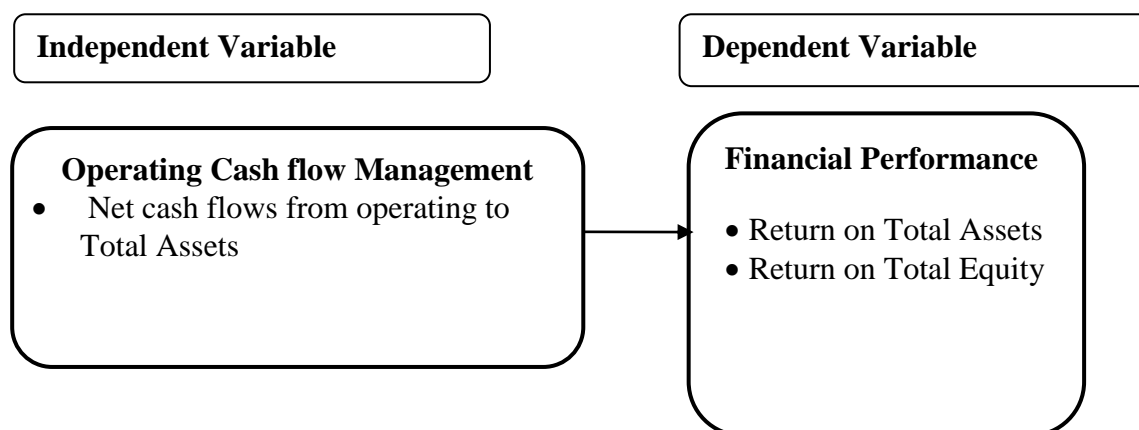 Independent Variable
Dependent Variable
Operating Cash flow Management
• Net cash flows from operating to
Total Assets
Financial Performance
• Return on Total Assets
• Return on Total Equity